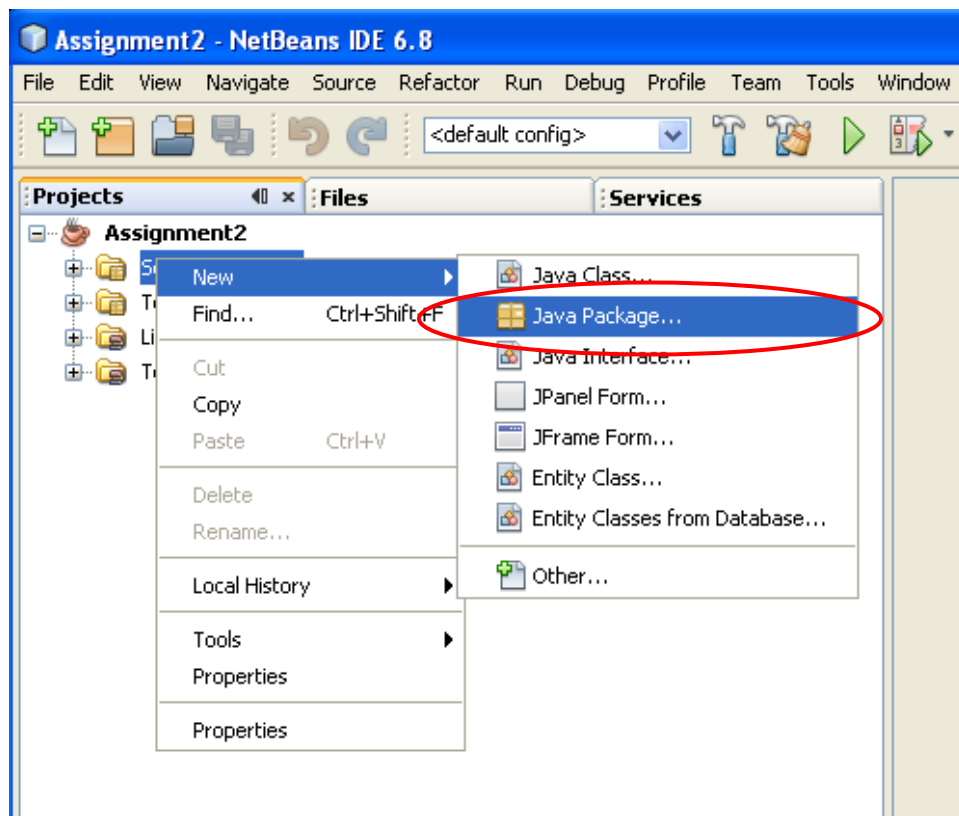 Assignment2 - NetBeans IDE 6.8
File Edit View Navigate Source Refactor Run Debug Profile Team Tools Window
<default config>
Projects Files Services
Assignment2
New
Find... Ctrl+Shift+F
Cut
Copy
Paste Ctrl+V
Delete
Rename...
Local History
Tools
Properties
Properties
Java Class...
Java Package...
Java Interface...
JPanel Form...
JFrame Form...
Entity Class...
Entity Classes from Database...
Other...